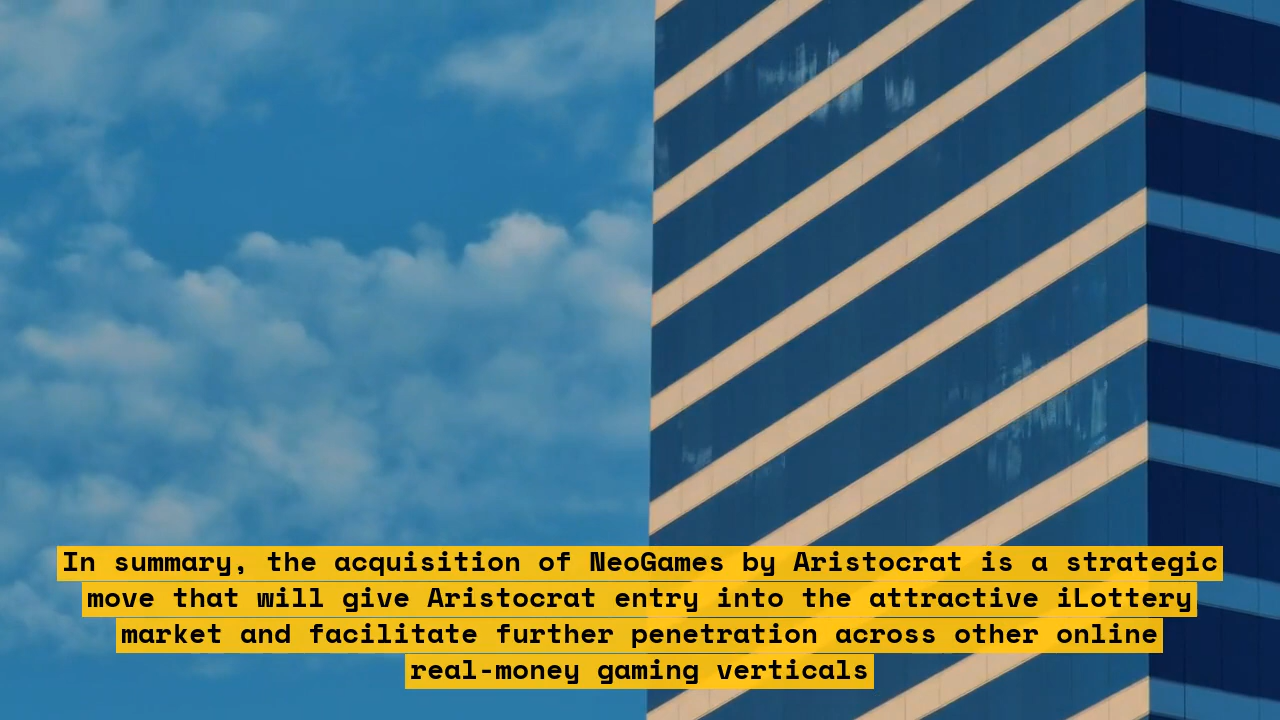 In summary, the acquisition of NeoGames by Aristocrat is a strategic
move that will give Aristocrat entry into the attractive iLottery
market and facilitate further penetration across other online
real-money gaming verticals